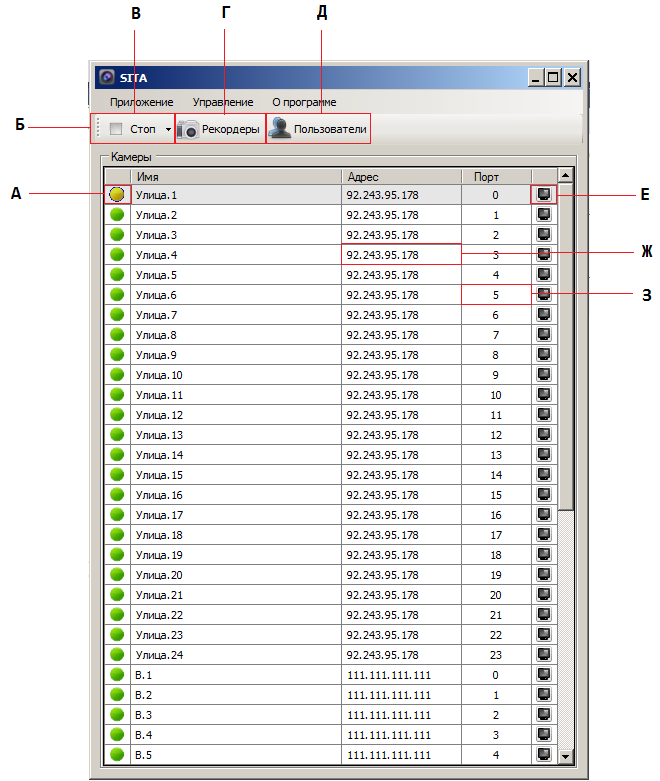 В Г Д
SITA
Приложение Управление О программе
Б Стоп Рекордеры Пользователи
Камеры
Имя Адрес Порт
А Улица.1 92.243.95.178 0 Е
Улица.2 92.243.95.178 1
Улица.3 92.243.95.178 2
Улица.4 92.243.95.178 3 Ж
Улица.5 92.243.95.178 4
Улица.6 92.243.95.178 5 З
Улица.7 92.243.95.178 6
Улица.8 92.243.95.178 7
Улица.9 92.243.95.178 8
Улица.10 92.243.95.178 9
Улица.11 92.243.95.178 10
Улица.12 92.243.95.178 11
Улица.13 92.243.95.178 12
Улица.14 92.243.95.178 13
Улица.15 92.243.95.178 14
Улица.16 92.243.95.178 15
Улица.17 92.243.95.178 16
Улица.18 92.243.95.178 17
Улица.19 92.243.95.178 18
Улица.20 92.243.95.178 19
Улица.21 92.243.95.178 20
Улица.22 92.243.95.178 21
Улица.23 92.243.95.178 22
Улица.24 92.243.95.178 23
В.1 111.111.111.111 0
В.2 111.111.111.111 1
В.3 111.111.111.111 2
В.4 111.111.111.111 3
В.5 111.111.111.111 4